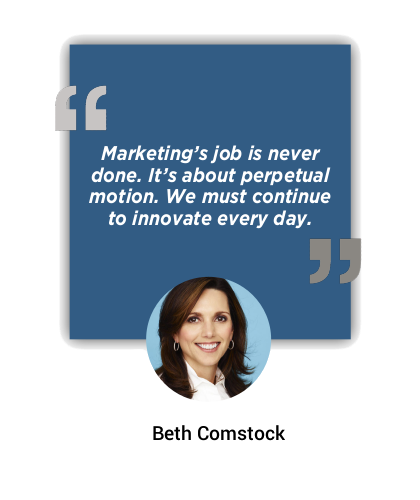 Marketing’s job is never
done. It’s about perpetual
motion. We must continue
to innovate every day.
Beth Comstock